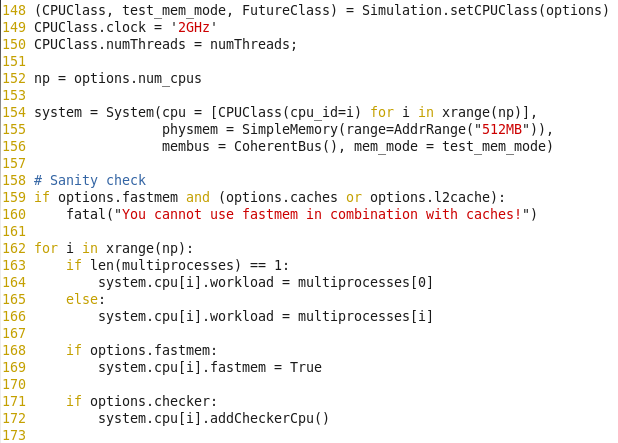 148 (CPUClass, test_mem_mode, FutureClass) = Simulation.setCPUClass(options)
149 CPUClass.clock = '2GHz'
150 CPUClass.numThreads = numThreads;
151
152 np = options.num_cpus
153
154 system = System(cpu = [CPUClass(cpu_id=i) for i in xrange(np)],
155                 physmem = SimpleMemory(range=AddrRange("512MB")),
156                 membus = CoherentBus(), mem_mode = test_mem_mode)
157
158 # Sanity check
159 if options.fastmem and (options.caches or options.l2cache):
160     fatal("You cannot use fastmem in combination with caches!")
161
162 for i in xrange(np):
163     if len(multiprocesses) == 1:
164         system.cpu[i].workload = multiprocesses[0]
165     else:
166         system.cpu[i].workload = multiprocesses[i]
167
168     if options.fastmem:
169         system.cpu[i].fastmem = True
170
171     if options.checker:
172         system.cpu[i].addCheckerCpu()
173